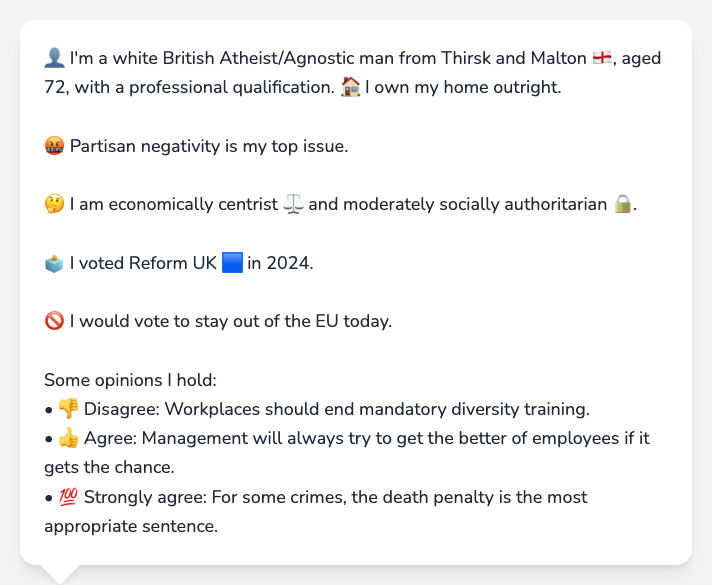 👤 I'm a white British Atheist/Agnostic man from Thirsk and Malton 🏴󠁧󠁢󠁥󠁮󠁧󠁿, aged
72, with a professional qualification. 🏠 I own my home outright.
🤬 Partisan negativity is my top issue.
🤔 I am economically centrist ⚖️ and moderately socially authoritarian 🔒.
🗳️ I voted Reform UK 🟦 in 2024.
🚫 I would vote to stay out of the EU today.
Some opinions I hold:
• 👎 Disagree: Workplaces should end mandatory diversity training.
• 👍 Agree: Management will always try to get the better of employees if it
gets the chance.
• 💯 Strongly agree: For some crimes, the death penalty is the most
appropriate sentence.